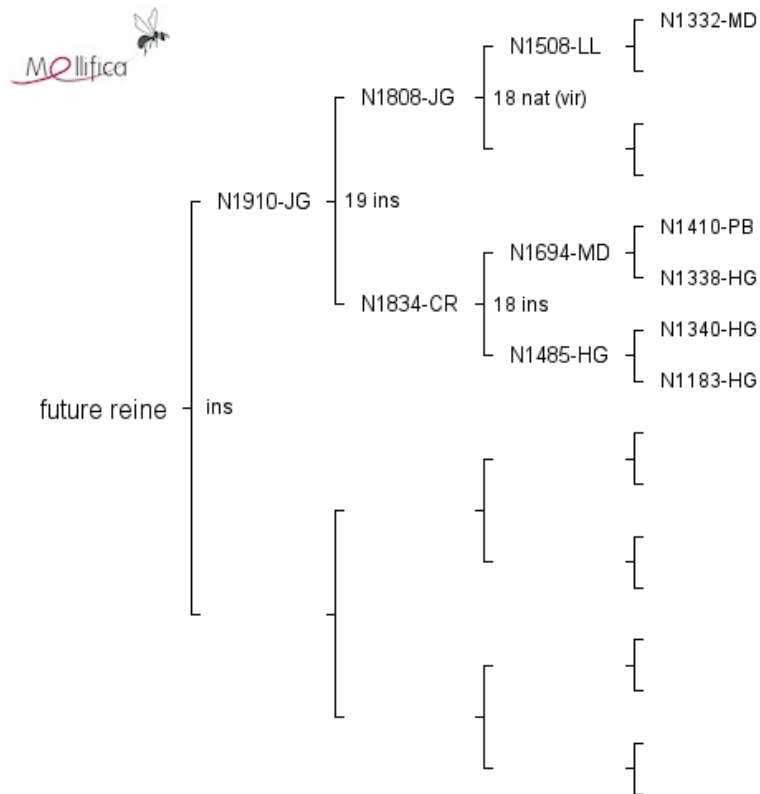 Mellifica
N1332-MD
N1508-LL
N1808-JG
18 nat (vir)
N1910-JG
19 ins
N1410-PB
N1694-MD
N1338-HG
N1834-CR
18 ins
N1340-HG
N1485-HG
N1183-HG
future reine
ins